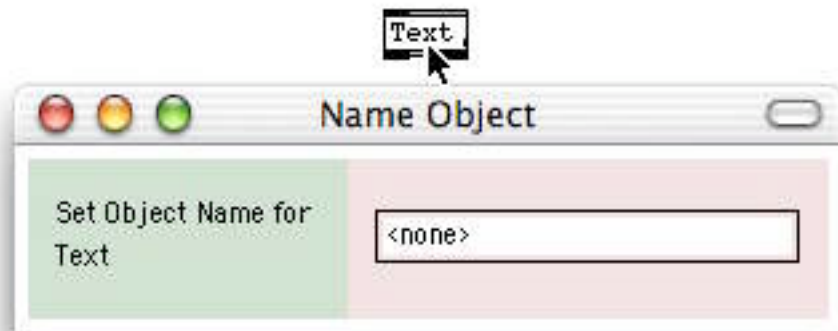 Text
Name Object
Set Object Name for
Text
<none>